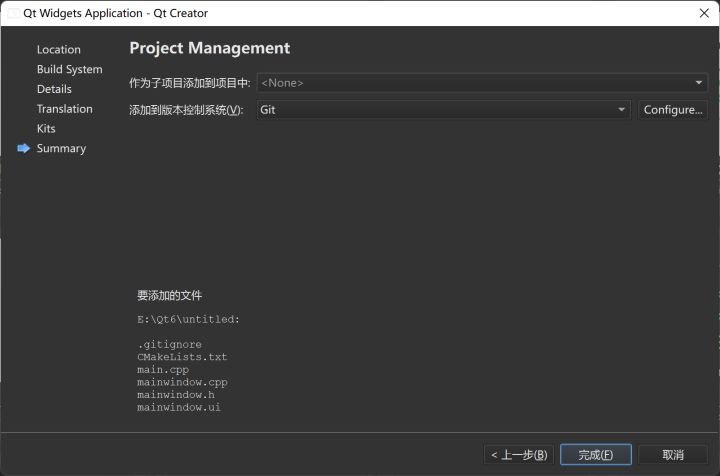 Qt Widgets Application - Qt Creator
Location
Build System
Details
Translation
Kits
Summary
Project Management
作为子项目添加到项目中: <None>
添加到版本控制系统(V): Git Configure...
要添加的文件
E:\Qt6\untitled:
.gitignore
CMakeLists.txt
main.cpp
mainwindow.cpp
mainwindow.h
mainwindow.ui
< 上一步(B) 完成(F) 取消